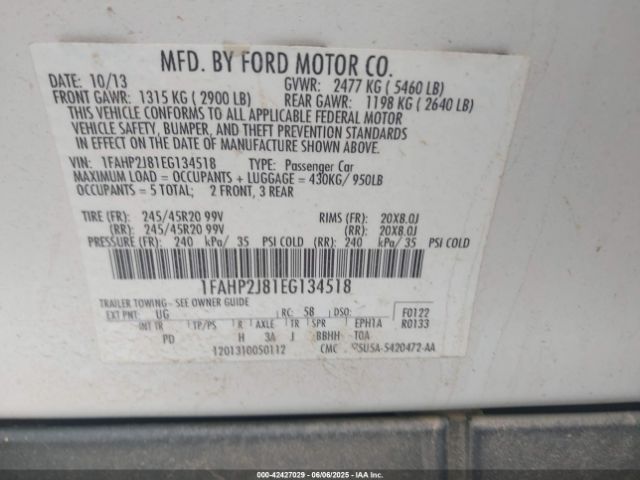 MFD. BY FORD MOTOR CO.
DATE: 10/13 GVWR: 2477 KG ( 5460 LB)
FRONT GAWR: 1315 KG ( 2900 LB) REAR GAWR: 1198 KG ( 2640 LB)
THIS VEHICLE CONFORMS TO ALL APPLICABLE FEDERAL MOTOR
VEHICLE SAFETY, BUMPER, AND THEFT PREVENTION STANDARDS
IN EFFECT ON THE DATE OF MANUFACTURE SHOWN ABOVE.
VIN: 1FAHP2J81EG134518 TYPE: Passenger Car
MAXIMUM LOAD = OCCUPANTS + LUGGAGE = 430KG/ 950LB
OCCUPANTS = 5 TOTAL; 2 FRONT, 3 REAR
TIRE (FR): 245/45R20 99V RIMS (FR): 20X8.0J
(RR): 245/45R20 99V (RR): 20X8.0J
PRESSURE (FR): 240 kPa/ 35 PSI COLD (RR): 240 kPa/ 35 PSI COLD
1FAHP2J81EG134518
TRAILER TOWING - SEE OWNER GUIDE
EXT PNT: UG RC: 58 DSO: F0122
INT TR TP/PS R AXLE TR SPR EPH1A R0133
PD H 3A J BBHH TOA
1201310050112 CMC 5U5A-5420472-AA
000-42427029 - 06/06/2025 - IAA Inc.